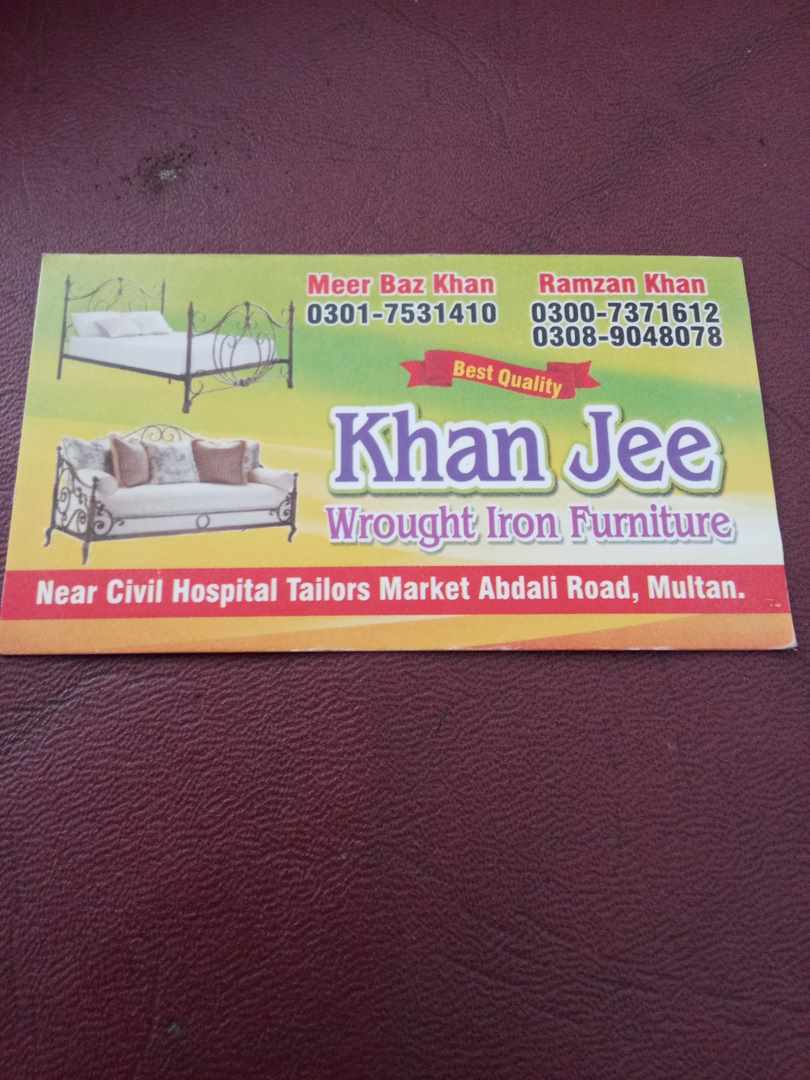 Meer Baz Khan
0301-7531410
Ramzan Khan
0300-7371612
0308-9048078
Best Quality
Khan Jee
Wrought Iron Furniture
Near Civil Hospital Tailors Market Abdali Road, Multan.